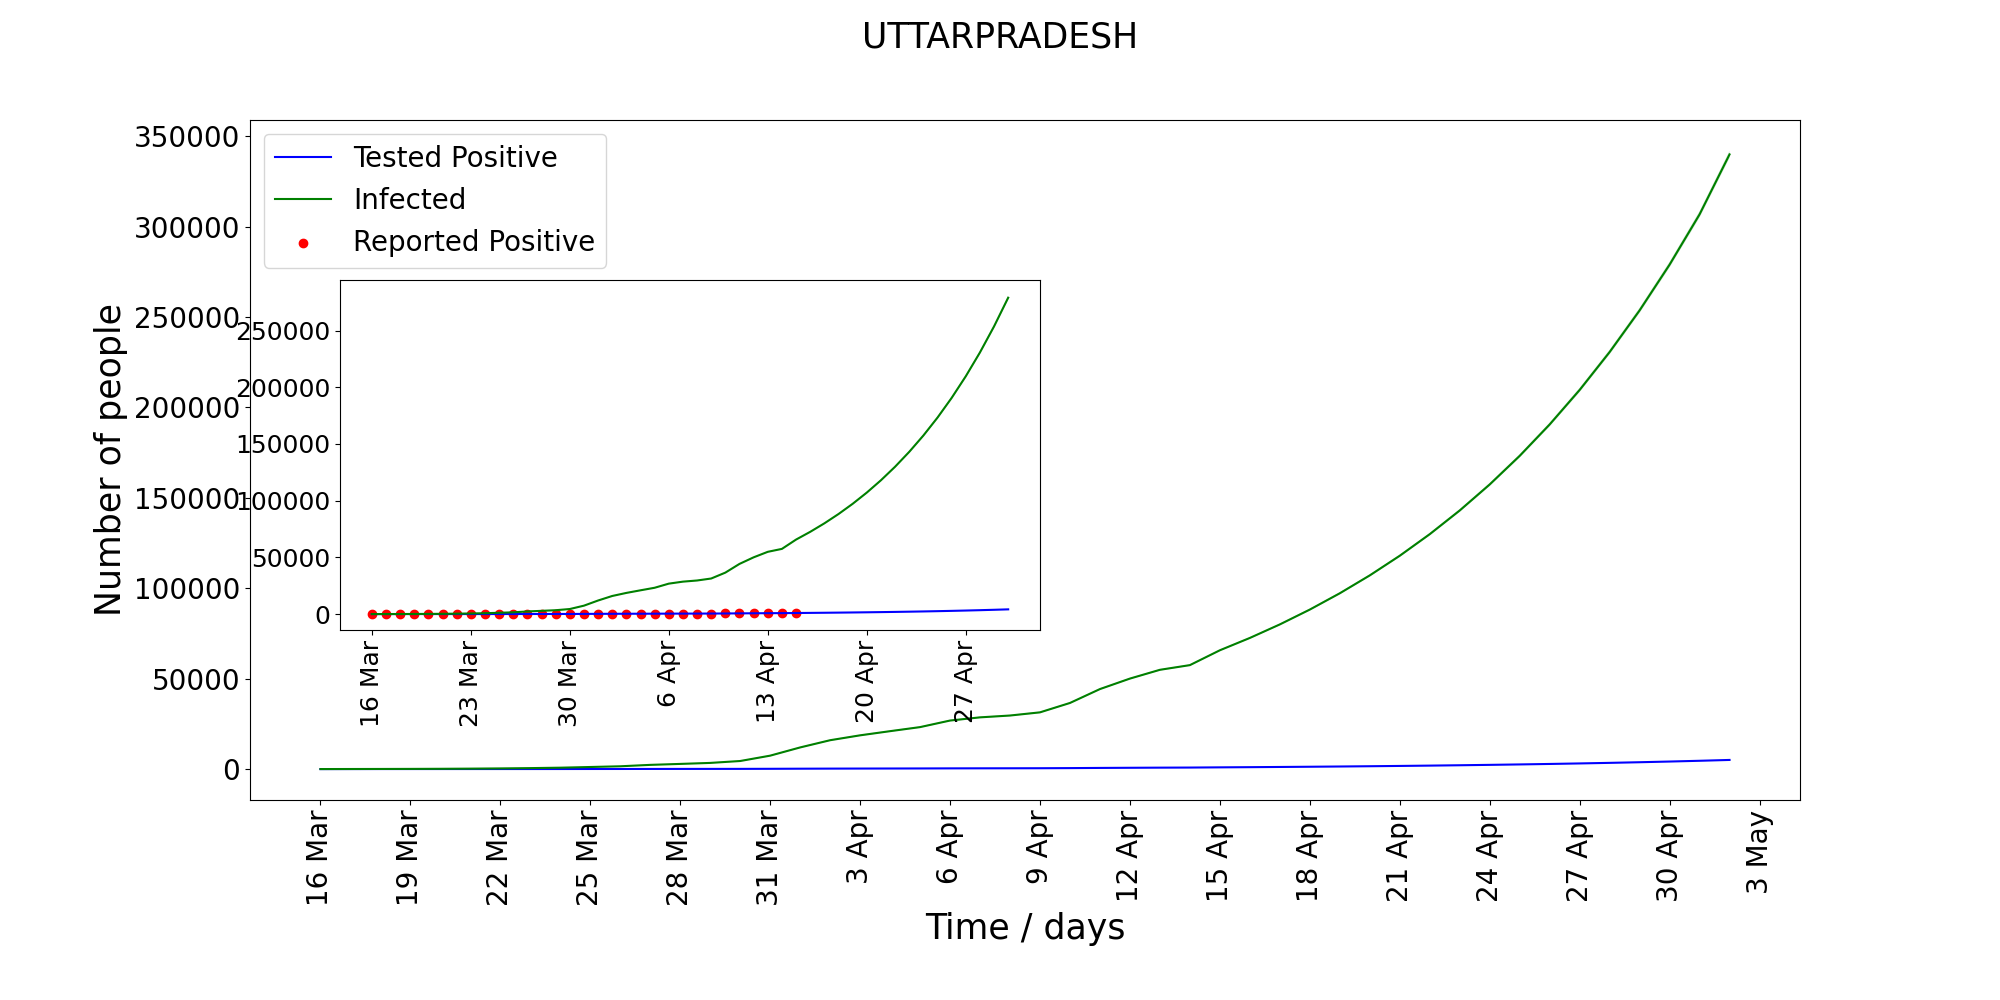 UTTARPRADESH
Tested Positive
Infected
Reported Positive
Number of people
350000
300000
250000
200000
150000
100000
50000
0
250000
200000
150000
100000
50000
0
16 Mar
23 Mar
30 Mar
6 Apr
13 Apr
20 Apr
27 Apr
16 Mar
19 Mar
22 Mar
25 Mar
28 Mar
31 Mar
3 Apr
6 Apr
9 Apr
12 Apr
15 Apr
18 Apr
21 Apr
24 Apr
27 Apr
30 Apr
3 May
Time / days